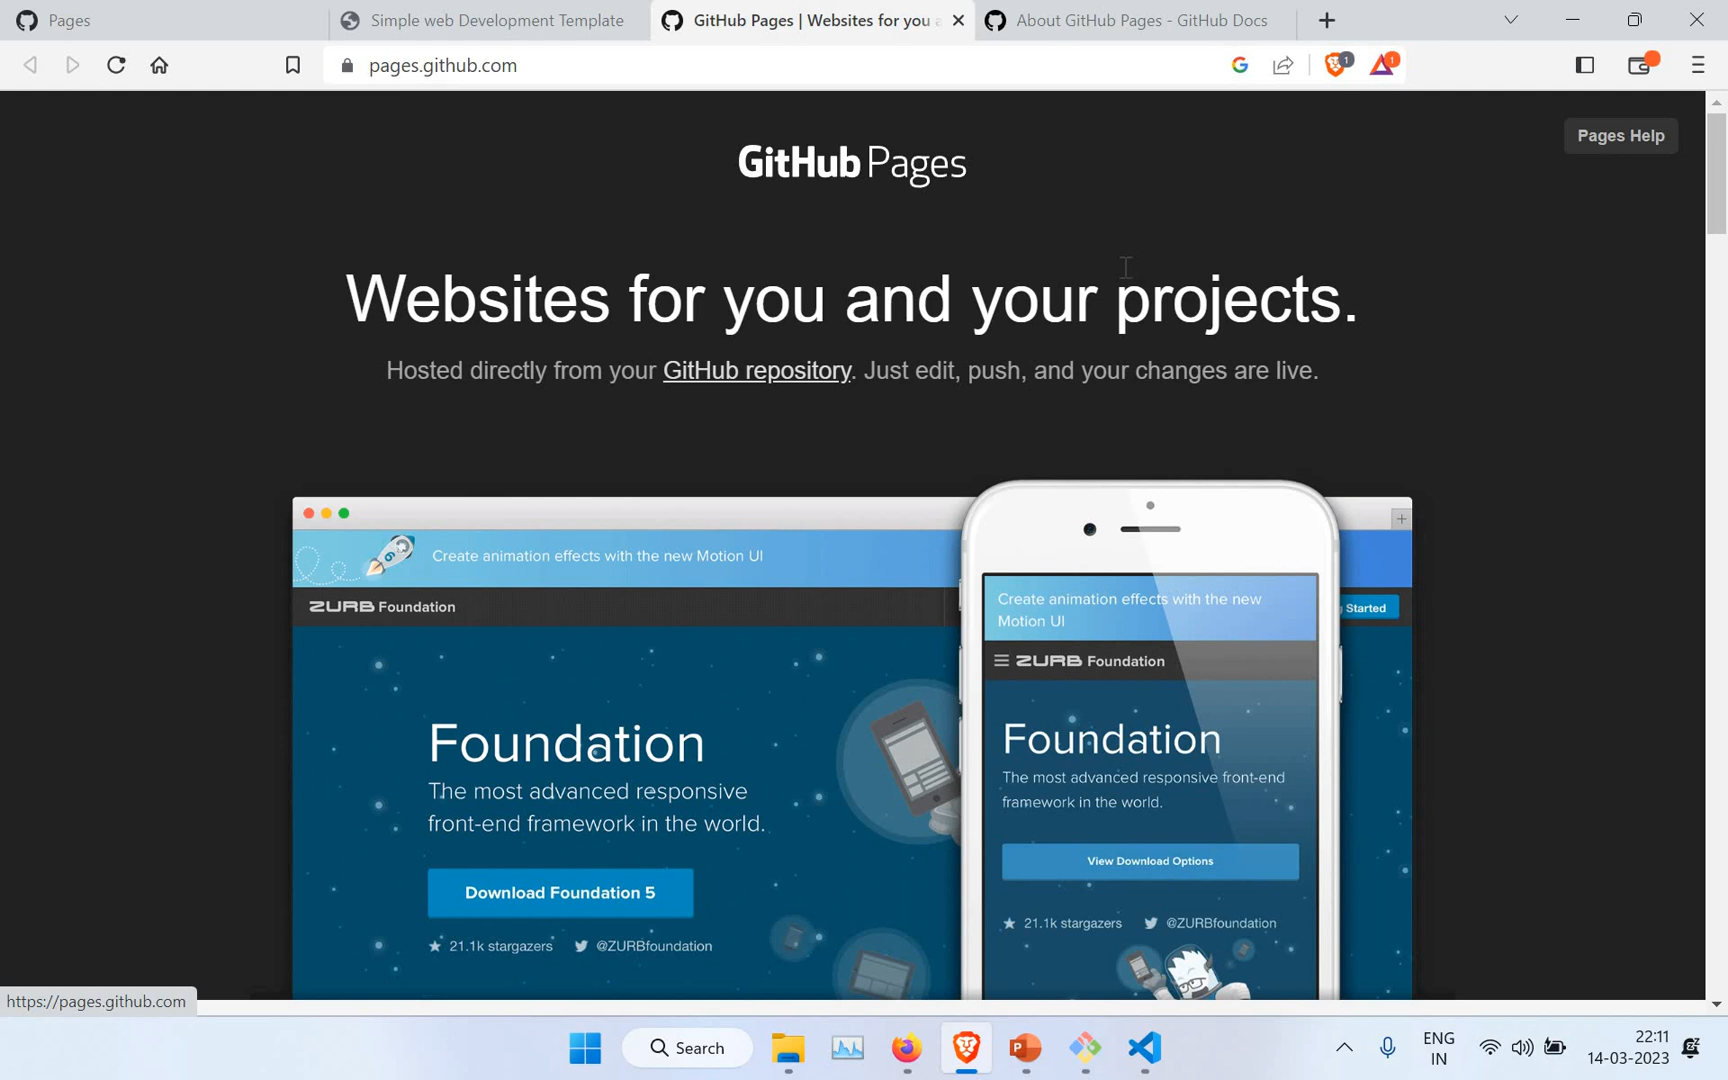 Pages
Simple web Development Template
GitHub Pages | Websites for you a
About GitHub Pages - GitHub Docs
pages.github.com
1
1
Pages Help
GitHub Pages
Websites for you and your projects.
Hosted directly from your GitHub repository. Just edit, push, and your changes are live.
Create animation effects with the new Motion UI
ZURB Foundation
Started
Foundation
The most advanced responsive
front-end framework in the world.
Download Foundation 5
21.1k stargazers
@ZURBfoundation
Create animation effects with the new
Motion UI
ZURB Foundation
Foundation
The most advanced responsive front-end
framework in the world.
View Download Options
21.1k stargazers
@ZURBfoundation
https://pages.github.com
Search
ENG
IN
22:11
14-03-2023